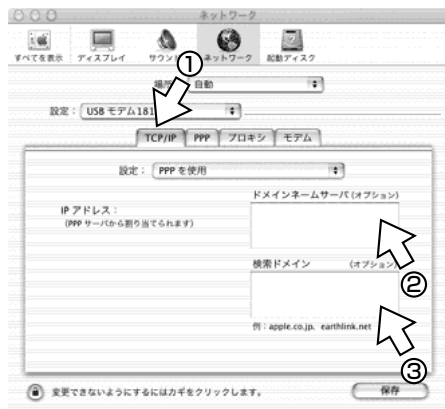 ネットワーク
すべてを表示 ディスプレイ サウンド ネットワーク 起動ディスク
①
場所 自動
設定： USB モデム181
TCP/IP PPP プロキシ モデム
設定： PPP を使用
ドメインネームサーバ (オプション)
IP アドレス：
(PPP サーバから割り当てられます)
②
検索ドメイン (オプション)
例：apple.co.jp、earthlink.net
③
変更できないようにするにはカギをクリックします。 保存